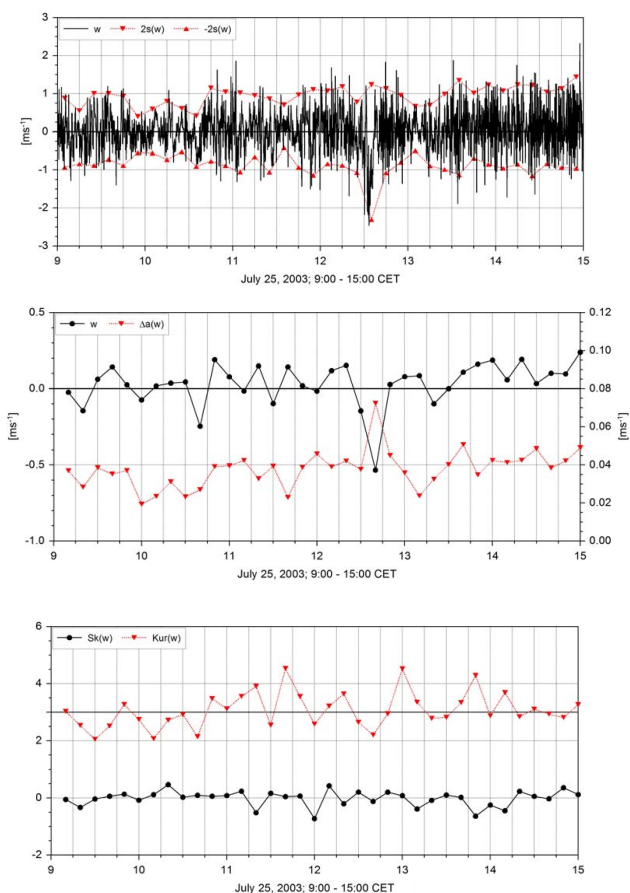 3
w 2s(w) -2s(w)
2
1
[ms⁻¹]
0
-1
-2
-3
9 10 11 12 13 14 15
July 25, 2003; 9:00 - 15:00 CET
0.5 0.12
w Δa(w)
0.10
0.0 0.08
[ms⁻¹] [ms⁻¹]
0.06
-0.5 0.04
0.02
-1.0 0.00
9 10 11 12 13 14 15
July 25, 2003; 9:00 - 15:00 CET
6
Sk(w) Kur(w)
4
2
0
-2
9 10 11 12 13 14 15
July 25, 2003; 9:00 - 15:00 CET